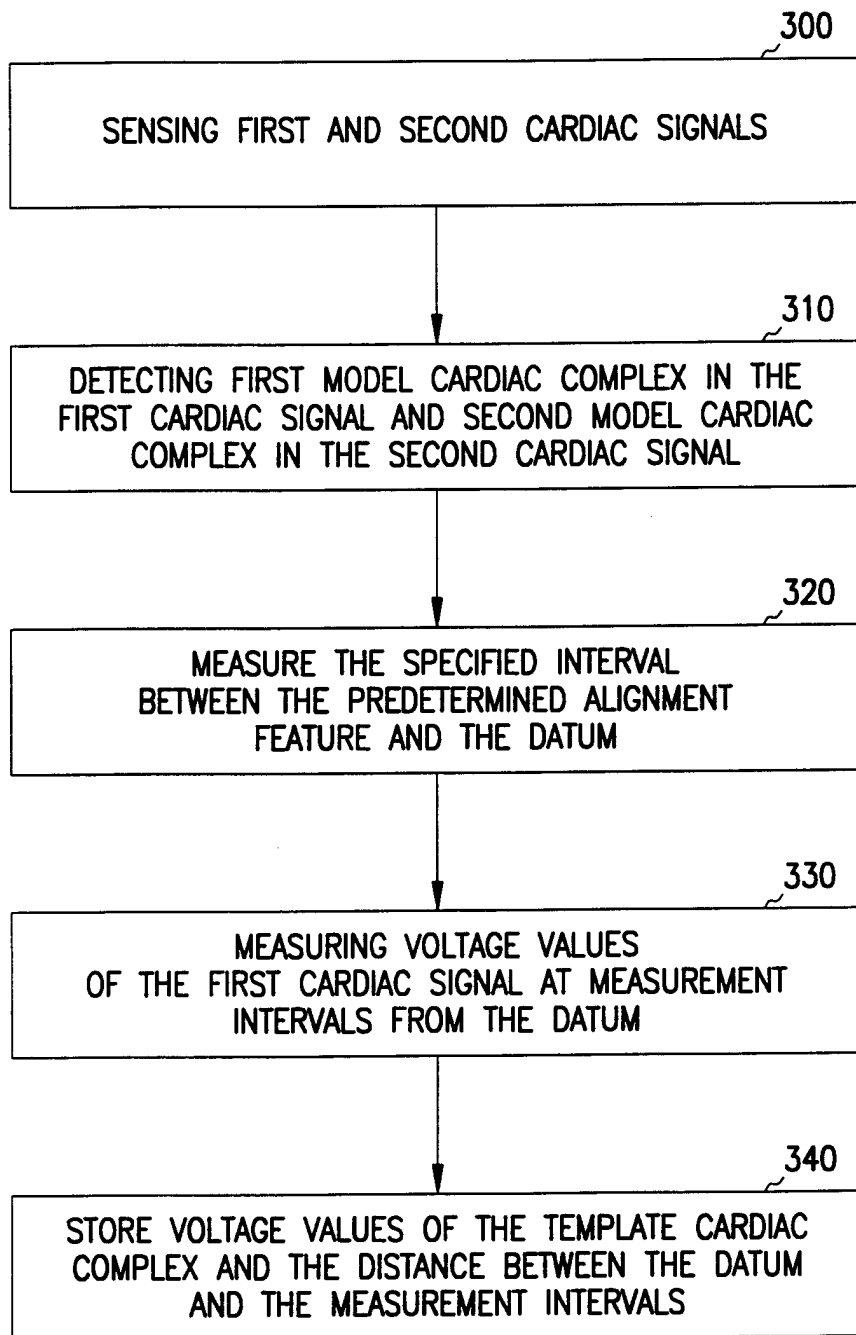 300
SENSING FIRST AND SECOND CARDIAC SIGNALS
310
DETECTING FIRST MODEL CARDIAC COMPLEX IN THE
FIRST CARDIAC SIGNAL AND SECOND MODEL CARDIAC
COMPLEX IN THE SECOND CARDIAC SIGNAL
320
MEASURE THE SPECIFIED INTERVAL
BETWEEN THE PREDETERMINED ALIGNMENT
FEATURE AND THE DATUM
330
MEASURING VOLTAGE VALUES
OF THE FIRST CARDIAC SIGNAL AT MEASUREMENT
INTERVALS FROM THE DATUM
340
STORE VOLTAGE VALUES OF THE TEMPLATE CARDIAC
COMPLEX AND THE DISTANCE BETWEEN THE DATUM
AND THE MEASUREMENT INTERVALS